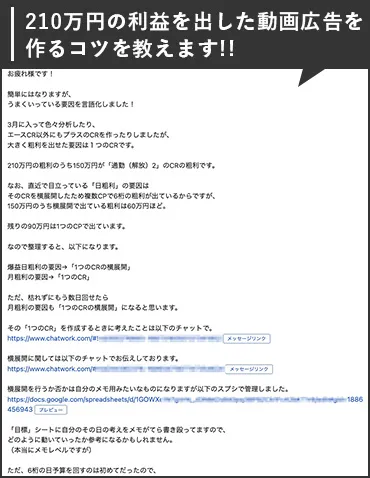 210万円の利益を出した動画広告を
作るコツを教えます!!
お疲れ様です！
簡単にはなりますが、
うまくいっている要因を言語化しました！
3月に入って色々分析したり、
エースCR以外にもプラスのCRを作ったりしましたが、
大きく粗利を出せた要因は１つのCRです。
210万円の粗利のうち150万円が「通勤（解放）2」のCRの粗利です。
なお、直近で目立っている「日粗利」の要因は
そのCRを横展開したため複数CPで6桁の粗利が出ているからですが、
150万円のうち横展開で出ている粗利は60万円ほど。
残りの90万円は1つのCPで出ています。
なので整理すると、以下になります。
爆益日粗利の要因→「1つのCRの横展開」
月粗利の要因→「1つのCR」
ただ、枯れずにもう数日回せたら
月粗利の要因も「1つのCRの横展開」になると思います。
その「1つのCR」を作成するときに考えたことは以下のチャットで。
https://www.chatwork.com/#! メッセージリンク
横展開に関しては以下のチャットでお伝えしております。
https://www.chatwork.com/# メッセージリンク
横展開を行うか否かは自分のメモ用みたいなものになりますが以下のスプシで管理しました。
https://docs.google.com/spreadsheets/d/1GOWX 1886
456943 プレビュー
「目標」シートに自分のその日の考えをメモがてら書き殴ってますので、
どのように動いていったか参考になるかもしれません。
（本当にメモレベルですが）
ただ、6桁の日予算を回すのは初めてだったので、